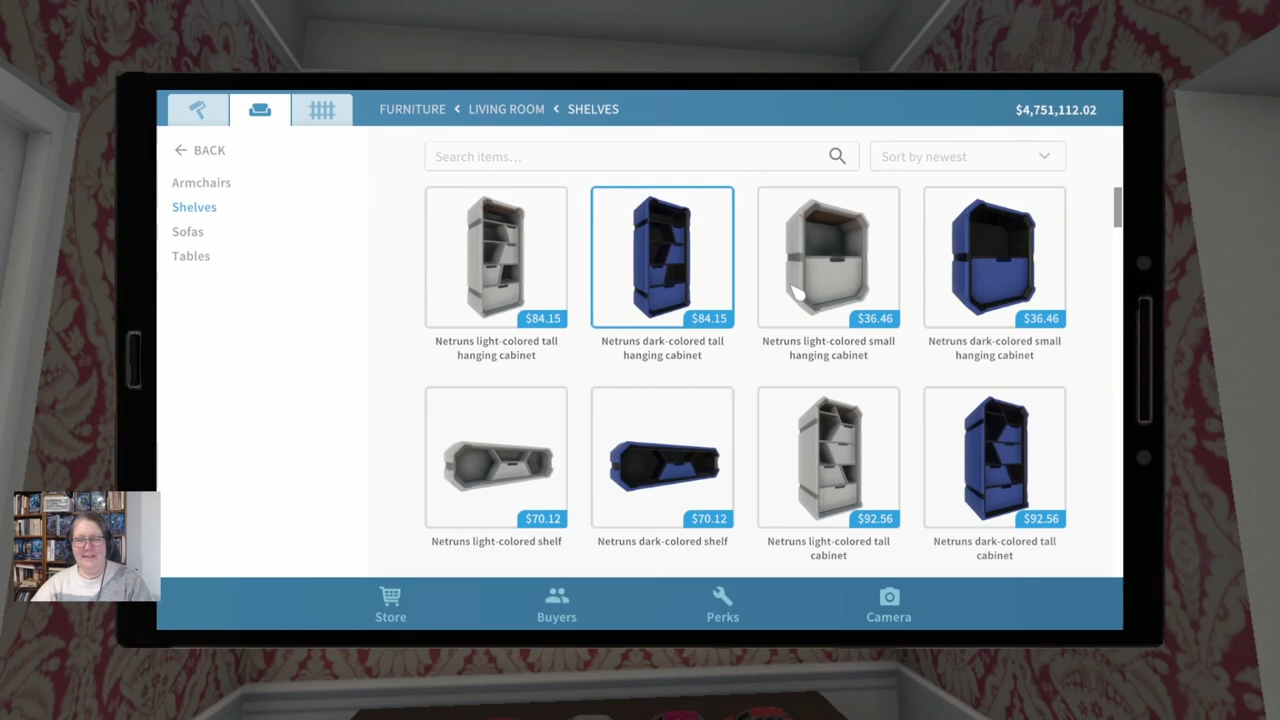 FURNITURE < LIVING ROOM < SHELVES
$4,751,112.02
BACK
Armchairs
Shelves
Sofas
Tables
Search items...
Sort by newest
$84.15
$84.15
$36.46
$36.46
Netruns light-colored tall
hanging cabinet
Netruns dark-colored tall
hanging cabinet
Netruns light-colored small
hanging cabinet
Netruns dark-colored small
hanging cabinet
$70.12
$70.12
$92.56
$92.56
Netruns light-colored shelf
Netruns dark-colored shelf
Netruns light-colored tall
cabinet
Netruns dark-colored tall
cabinet
Store
Buyers
Perks
Camera